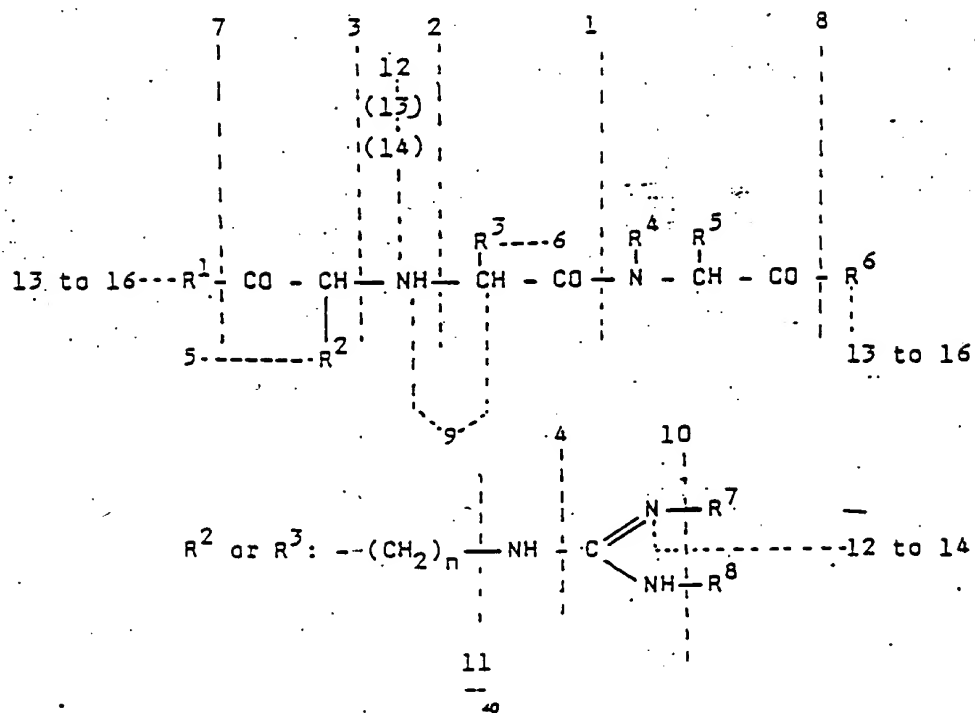 7 3 2 1 8
12
(13)
(14)
R³----6 R⁴ R⁵
13 to 16---R¹ - CO - CH - NH - CH - CO - N - CH - CO - R⁶
5--------R² 13 to 16
9 4 10
N-R⁷
R² or R³: --(CH₂)n-NH - C 12 to 14
NH-R⁸
11